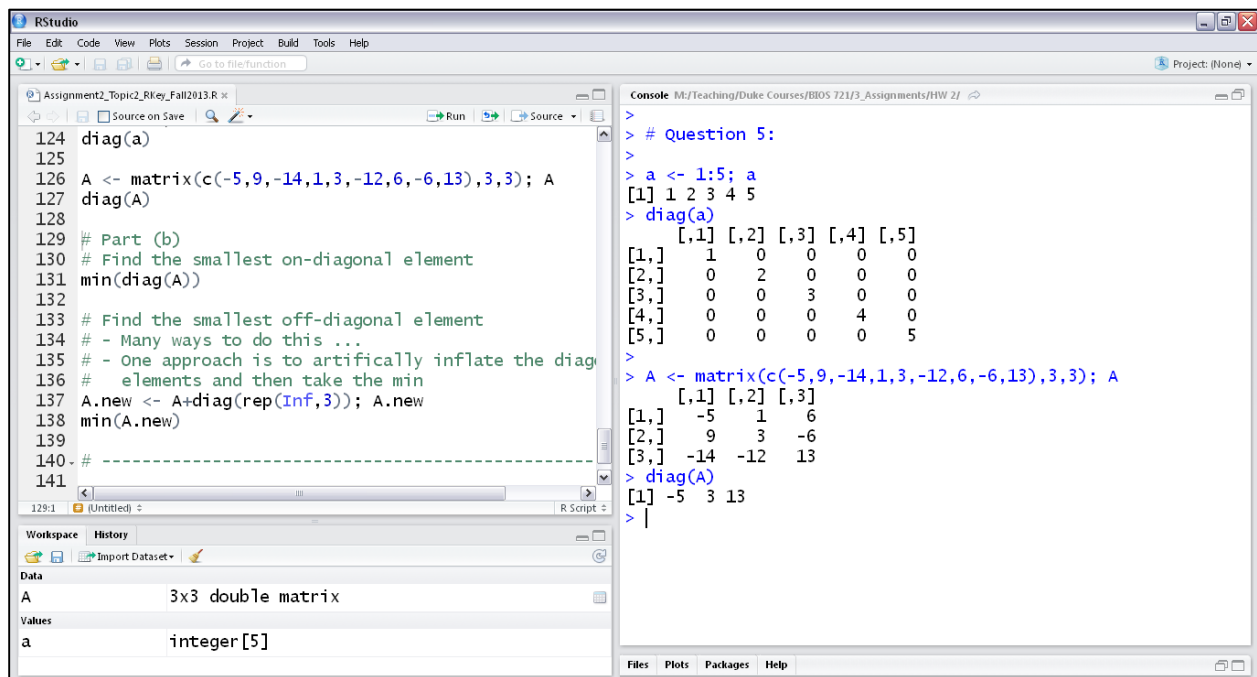 RStudio
File Edit Code View Plots Session Project Build Tools Help
Go to file/function
Project: (None)
Assignment2_Topic2_RKey_Fall2013.R
Source on Save
Run
Source
124 diag(a)
125
126 A <- matrix(c(-5,9,-14,1,3,-12,6,-6,13),3,3); A
127 diag(A)
128
129 # Part (b)
130 # Find the smallest on-diagonal element
131 min(diag(A))
132
133 # Find the smallest off-diagonal element
134 # - Many ways to do this ...
135 # - One approach is to artifically inflate the diag
136 #   elements and then take the min
137 A.new <- A+diag(rep(Inf,3)); A.new
138 min(A.new)
139
140 # -------------------------------------------------
141
129:1 (Untitled) R Script
Workspace History
Import Dataset
Data
A 3x3 double matrix
Values
a integer[5]
Console M:/Teaching/Duke Courses/BIOS 721/3_Assignments/HW 2/
>
> # Question 5:
>
> a <- 1:5; a
[1] 1 2 3 4 5
> diag(a)
     [,1] [,2] [,3] [,4] [,5]
[1,]    1    0    0    0    0
[2,]    0    2    0    0    0
[3,]    0    0    3    0    0
[4,]    0    0    0    4    0
[5,]    0    0    0    0    5
>
> A <- matrix(c(-5,9,-14,1,3,-12,6,-6,13),3,3); A
     [,1] [,2] [,3]
[1,]   -5    1    6
[2,]    9    3   -6
[3,]  -14  -12   13
> diag(A)
[1] -5  3 13
>
Files Plots Packages Help